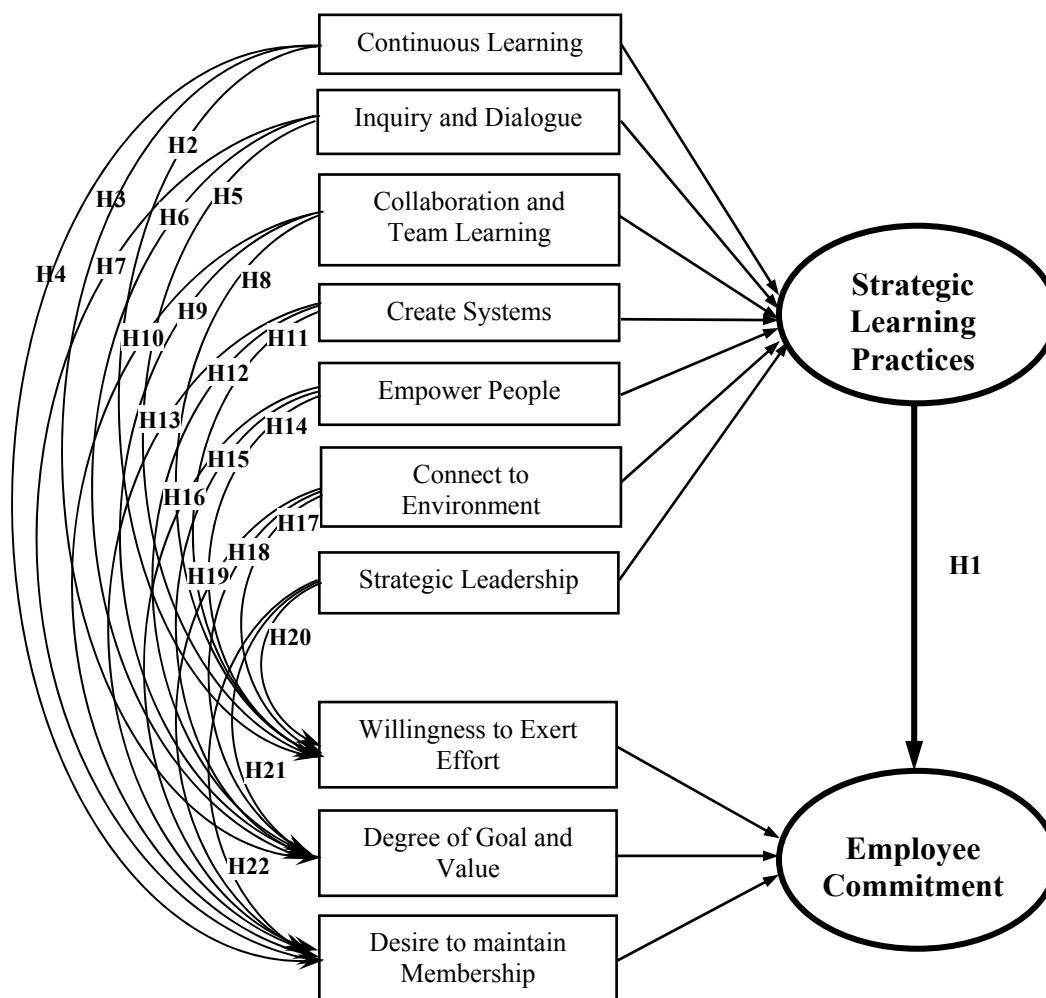 Continuous Learning
Inquiry and Dialogue
H2
H3
H6
H5
Collaboration and
Team Learning
H4
H7
H8
H9
Strategic
Learning
Practices
Create Systems
H10
H11
H12
Empower People
H13
H14
H15
H16
Connect to
Environment
H17
H18
H19
Strategic Leadership
H1
H20
Willingness to Exert
Effort
H21
Degree of Goal and
Value
H22
Employee
Commitment
Desire to maintain
Membership